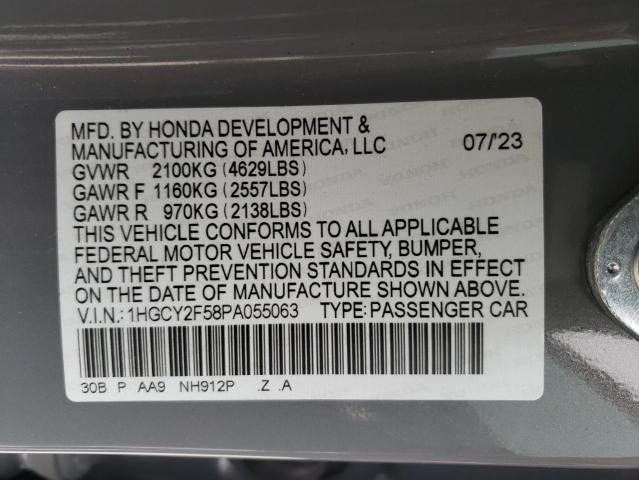 MFD. BY HONDA DEVELOPMENT & 
MANUFACTURING OF AMERICA, LLC 07/'23
GVWR 2100KG (4629LBS)
GAWR F 1160KG (2557LBS)
GAWR R 970KG (2138LBS)
THIS VEHICLE CONFORMS TO ALL APPLICABLE
FEDERAL MOTOR VEHICLE SAFETY, BUMPER,
AND THEFT PREVENTION STANDARDS IN EFFECT
ON THE DATE OF MANUFACTURE SHOWN ABOVE.
V.I.N.: 1HGCY2F58PA055063 TYPE: PASSENGER CAR
30B P AA9 NH912P .Z .A